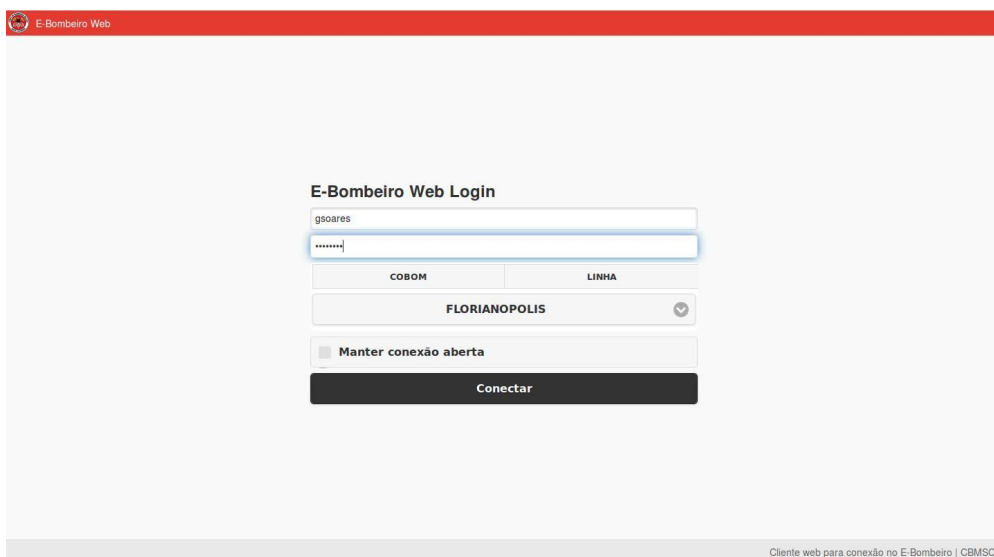 E-Bombeiro Web
E-Bombeiro Web Login
gsoares
••••••••
COBOM LINHA
FLORIANOPOLIS
Manter conexão aberta
Conectar
Cliente web para conexão no E-Bombeiro | CBMSC